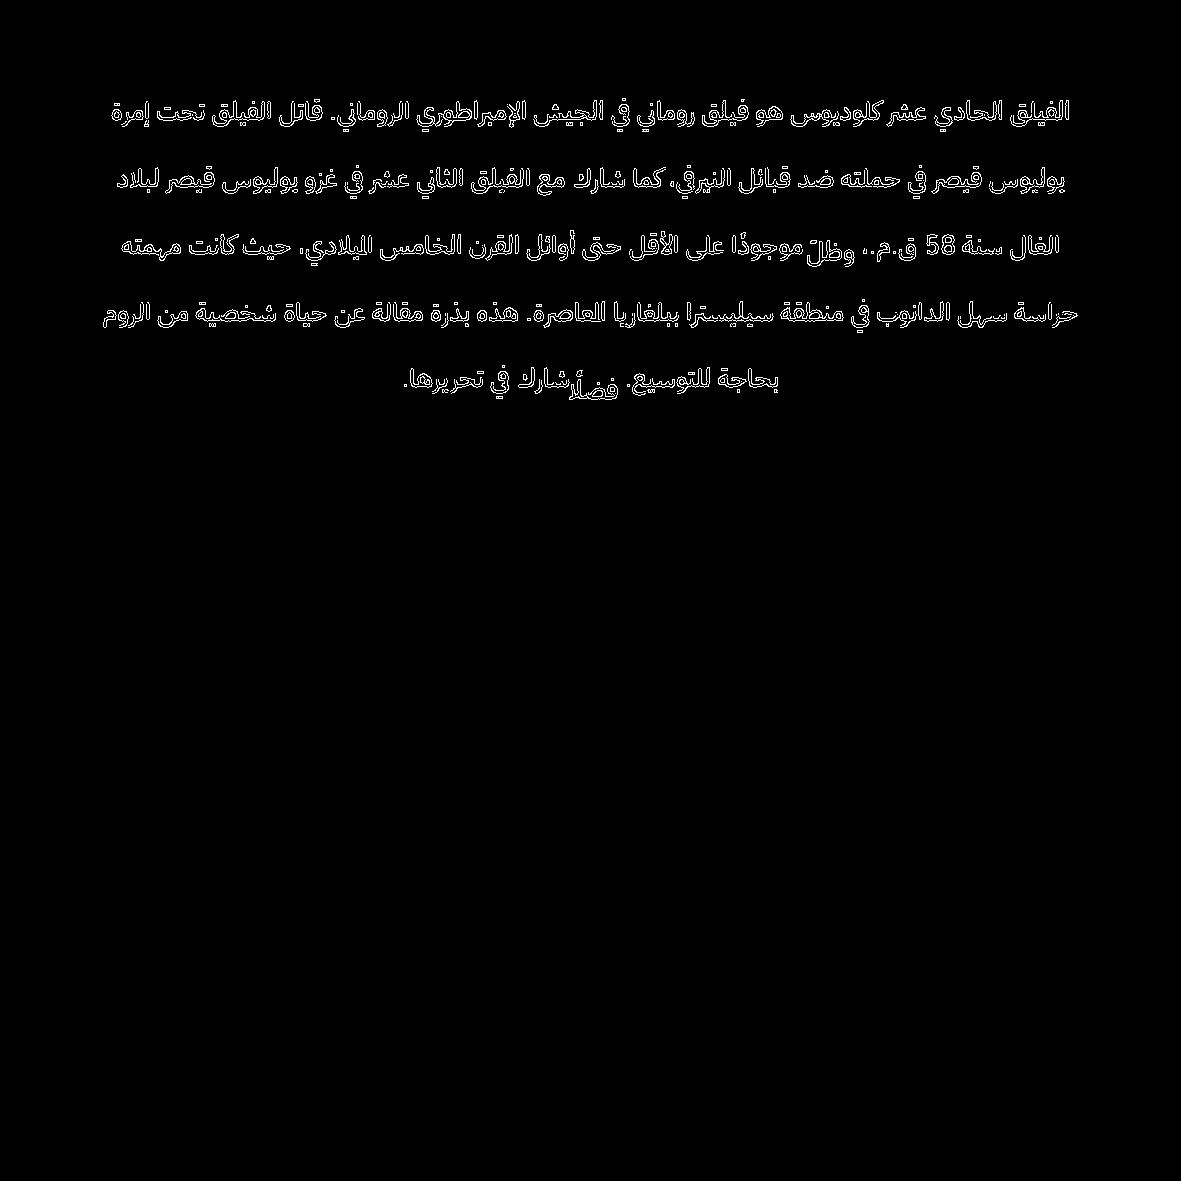 الفيلق الحادي عشر كلوديوس هو فيلق روماني في الجيش الإمبراطوري الروماني. قاتل الفيلق تحت إمرة
يوليوس قيصر في حملته ضد قبائل النيرفي، كما شارك مع الفيلق الثاني عشر في غزو يوليوس قيصر لبلاد
الغال سنة 58 ق.م.، وظلّ موجودًا على الأقل حتى أوائل القرن الخامس الميلادي، حيث كانت مهمته
حراسة سهل الدانوب في منطقة سيليسترا ببلغاريا المعاصرة. هذه بذرة مقالة عن حياة شخصية من الروم
بحاجة للتوسيع. فضلًا شارك في تحريرها.